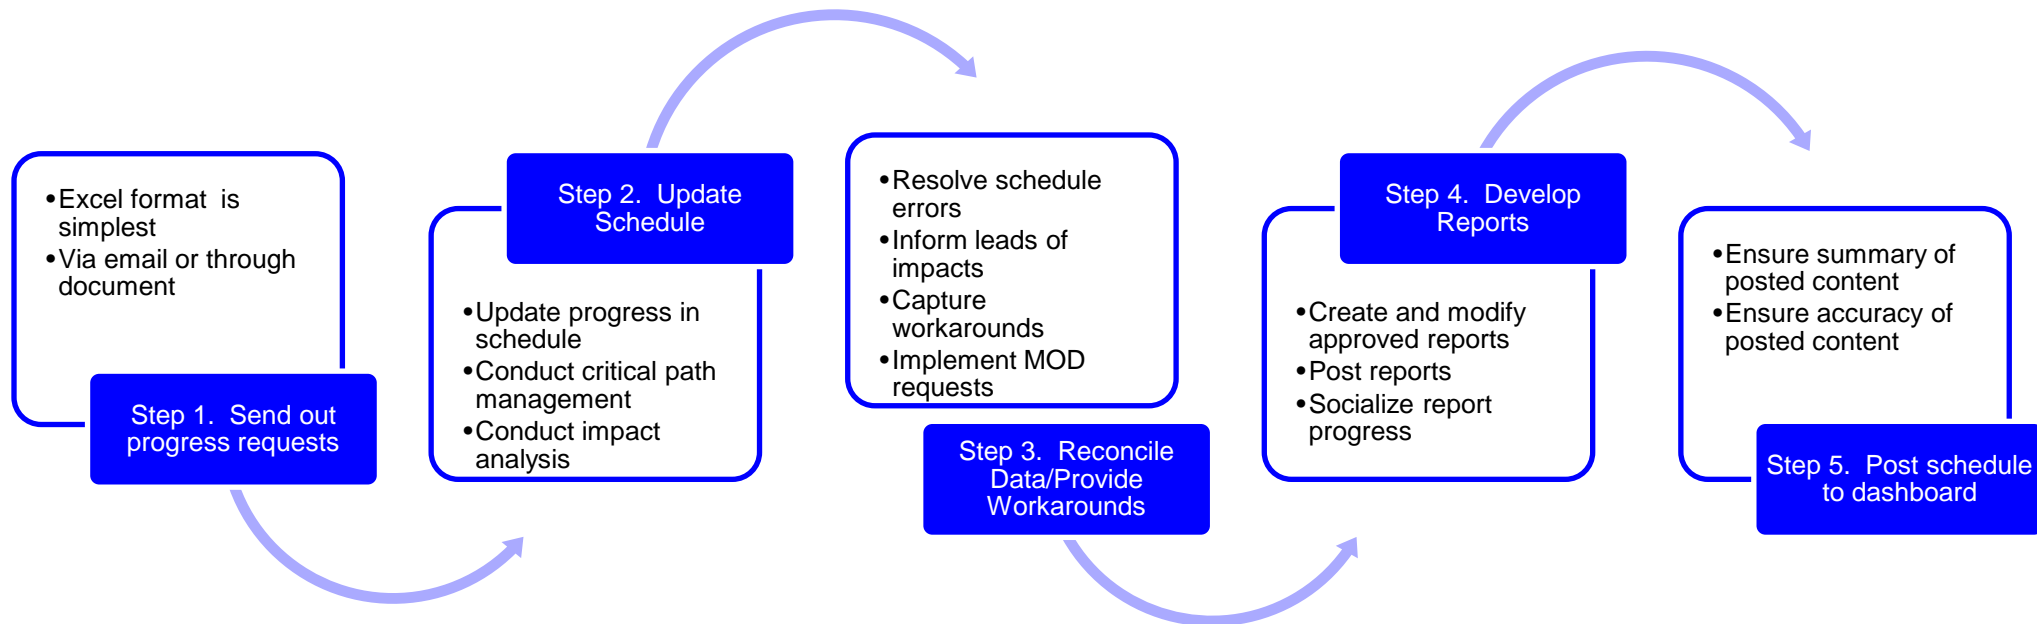 •Excel format  is
simplest
•Via email or through
document
Step 1.  Send out
progress requests
Step 2.  Update
Schedule
•Update progress in
schedule
•Conduct critical path
management
•Conduct impact
analysis
•Resolve schedule
errors
•Inform leads of
impacts
•Capture
workarounds
•Implement MOD
requests
Step 3.  Reconcile
Data/Provide
Workarounds
Step 4.  Develop
Reports
•Create and modify
approved reports
•Post reports
•Socialize report
progress
•Ensure summary of
posted content
•Ensure accuracy of
posted content
Step 5.  Post schedule
to dashboard